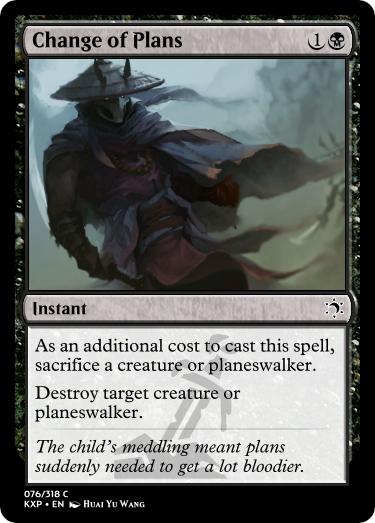 Change of Plans 1
Instant
As an additional cost to cast this spell,
sacrifice a creature or planeswalker.
Destroy target creature or
planeswalker.
The child's meddling meant plans
suddenly needed to get a lot bloodier.
076/318 C
KXP • EN Huai Yu Wang